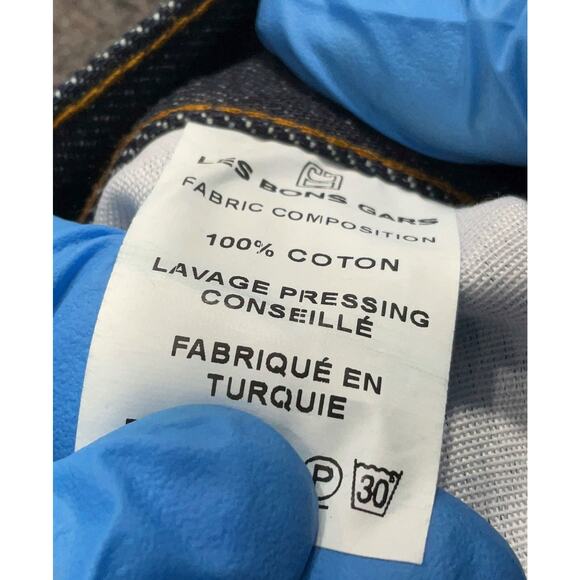 LES BONS GARS
FABRIC COMPOSITION
100% COTON
LAVAGE PRESSING
CONSEILLÉ
FABRIQUÉ EN
TURQUIE
P 30°